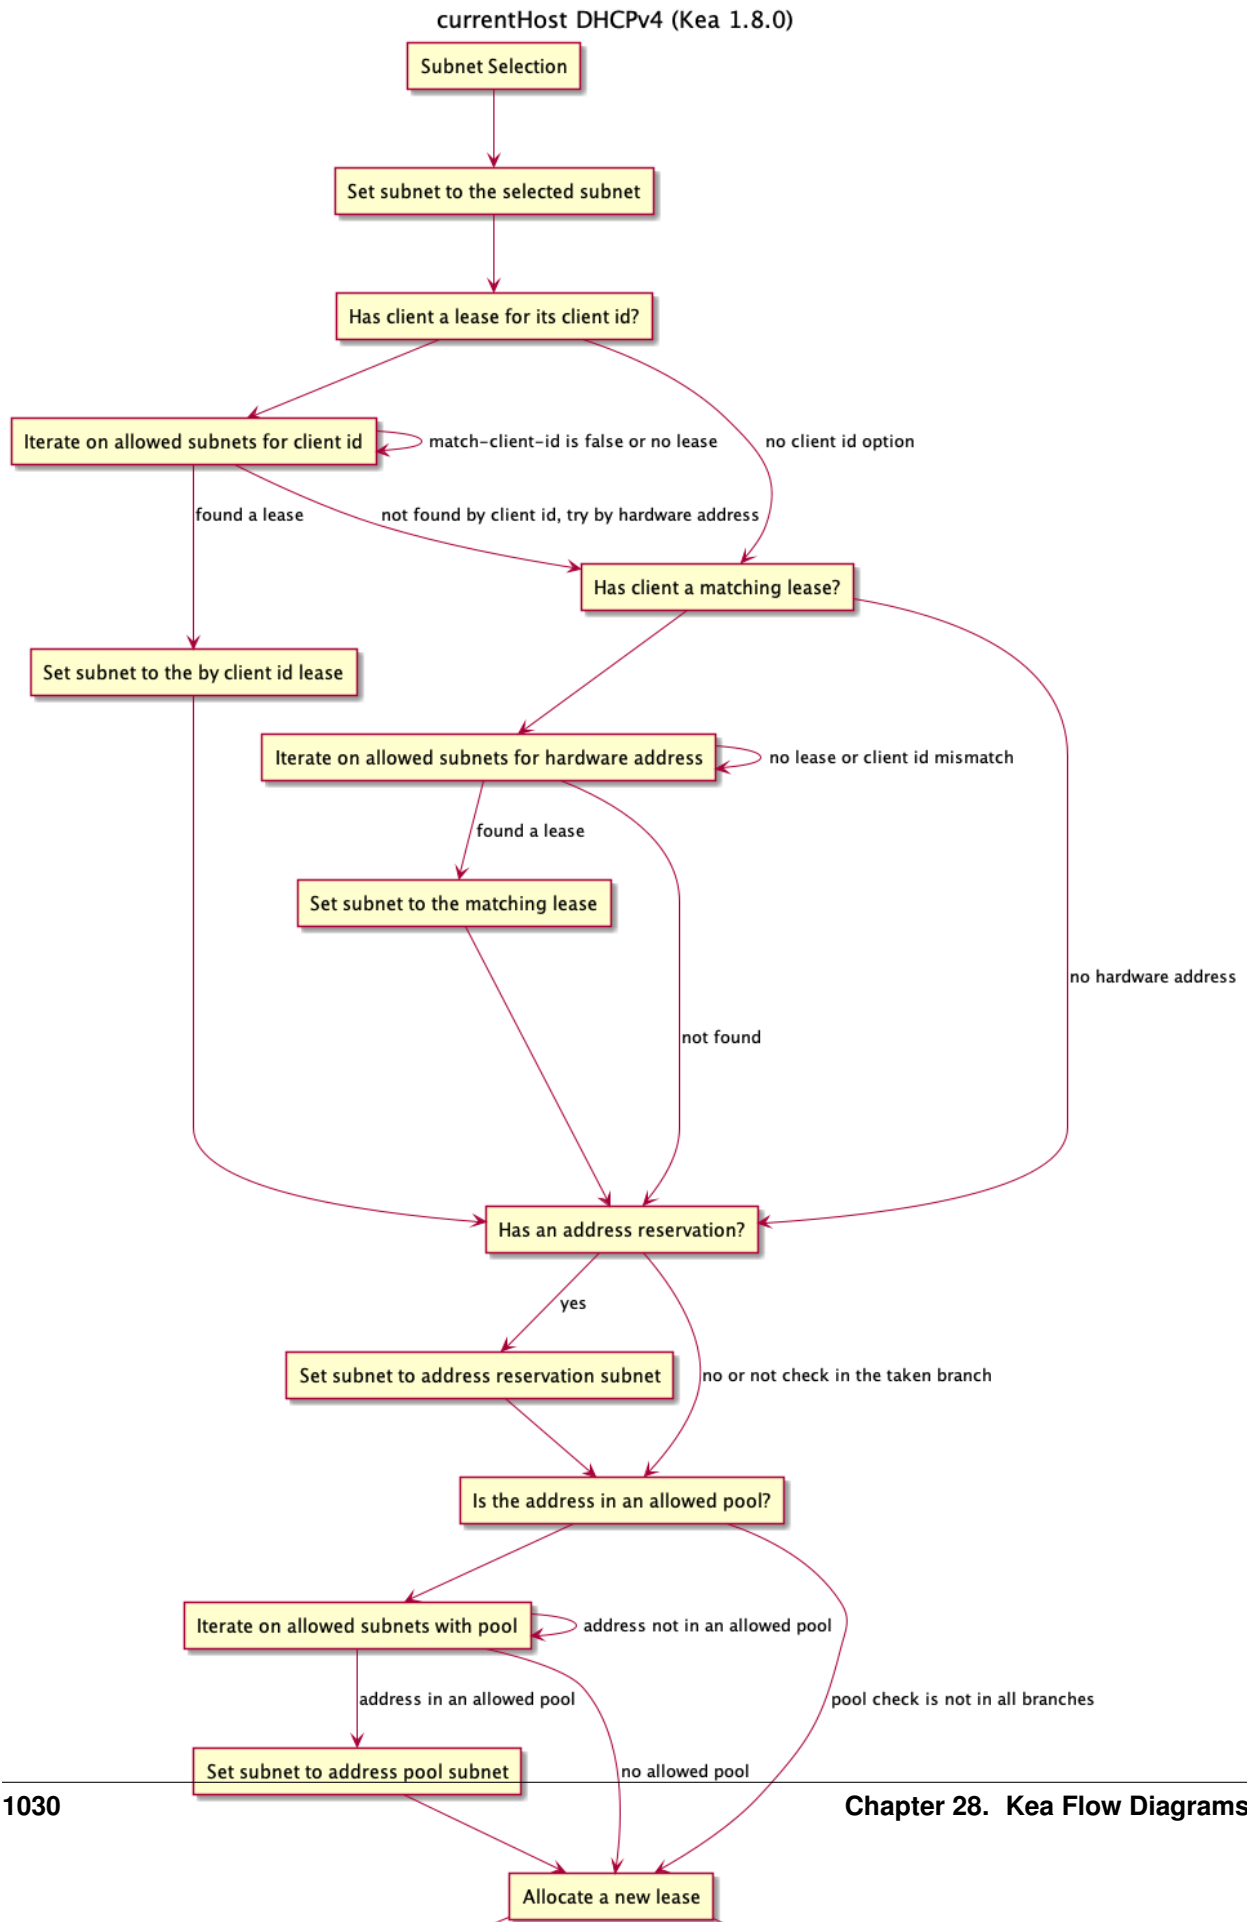 currentHost DHCPv4 (Kea 1.8.0)
Subnet Selection
Set subnet to the selected subnet
Has client a lease for its client id?
Iterate on allowed subnets for client id
match-client-id is false or no lease
no client id option
found a lease
not found by client id, try by hardware address
Has client a matching lease?
Set subnet to the by client id lease
Iterate on allowed subnets for hardware address
no lease or client id mismatch
found a lease
Set subnet to the matching lease
no hardware address
not found
Has an address reservation?
yes
Set subnet to address reservation subnet
no or not check in the taken branch
Is the address in an allowed pool?
Iterate on allowed subnets with pool
address not in an allowed pool
address in an allowed pool
pool check is not in all branches
Set subnet to address pool subnet
no allowed pool
1030
Chapter 28. Kea Flow Diagrams
Allocate a new lease